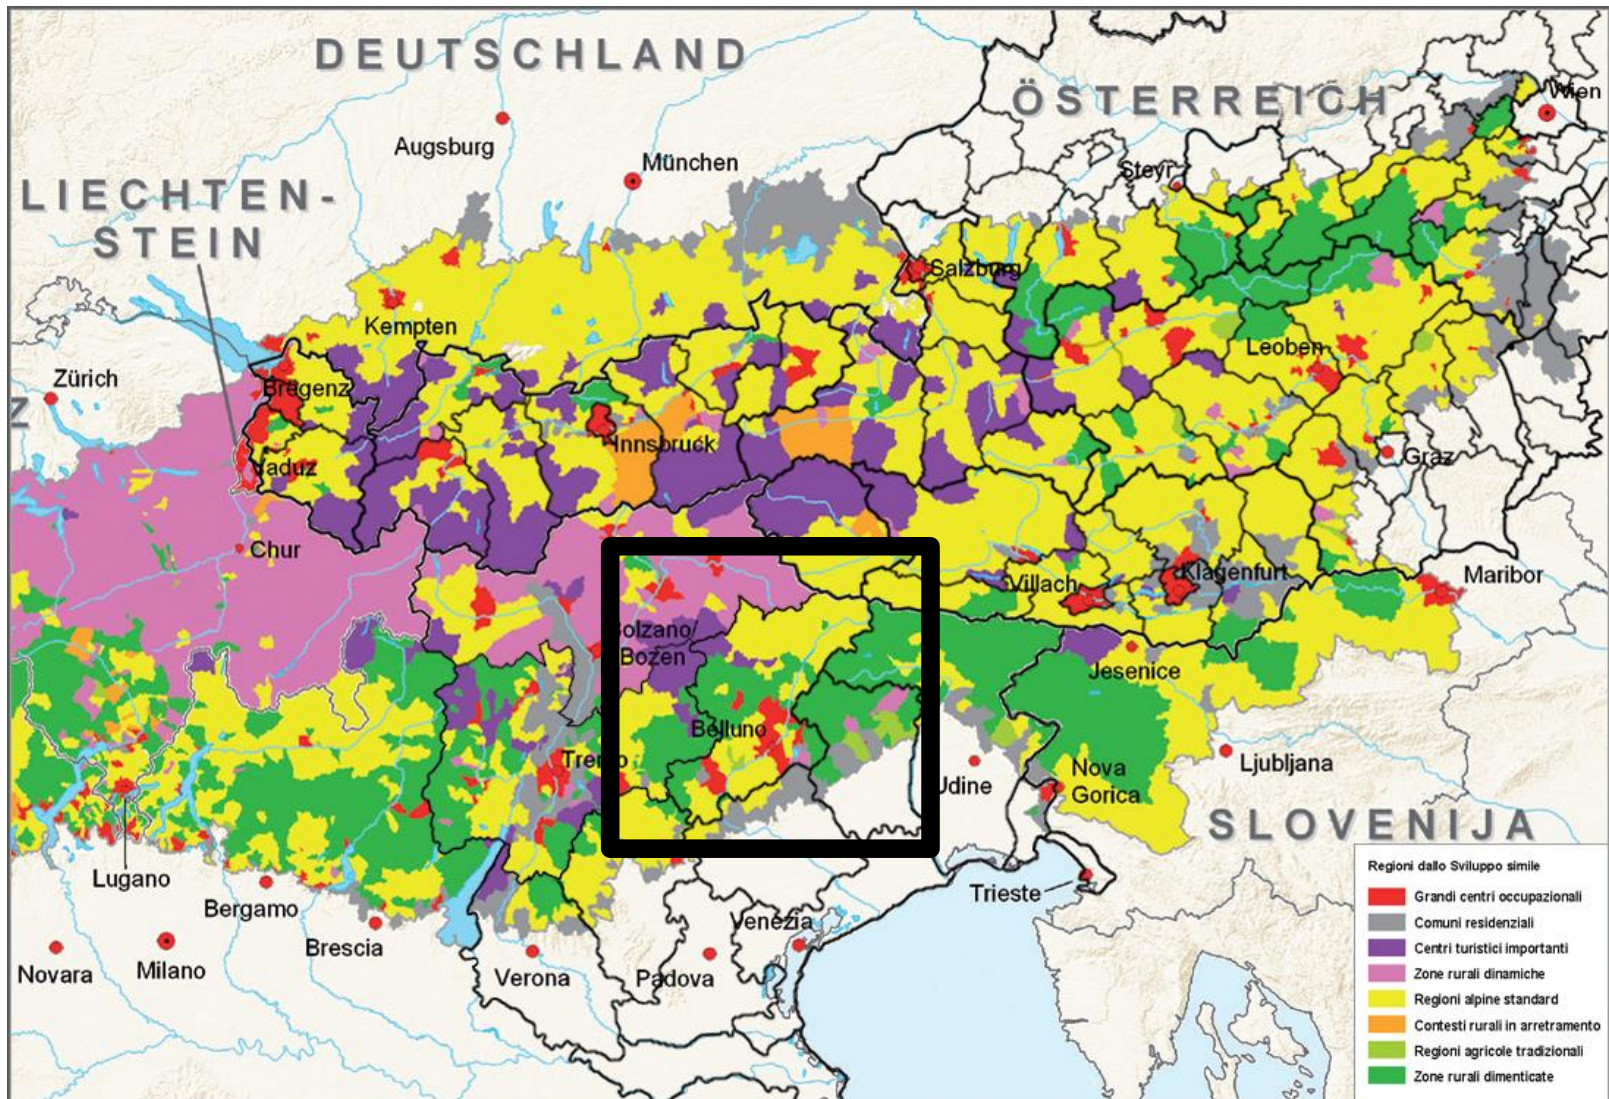 DEUTSCHLAND
ÖSTERREICH
Wien
Augsburg
München
Steyr
LIECHTEN-
STEIN
Salzburg
Kempten
Leoben
Zürich
Bregenz
Z
Innsbruck
Graz
Vaduz
Chur
Villach
Klagenfurt
Maribor
Bolzano/
Bozen
Jesenice
Belluno
Trento
Ljubljana
Nova
Gorica
Udine
SLOVENIJA
Lugano
Trieste
Bergamo
Venezia
Brescia
Novara
Milano
Verona
Padova
Regioni dallo Sviluppo simile
Grandi centri occupazionali
Comuni residenziali
Centri turistici importanti
Zone rurali dinamiche
Regioni alpine standard
Contesti rurali in arretramento
Regioni agricole tradizionali
Zone rurali dimenticate